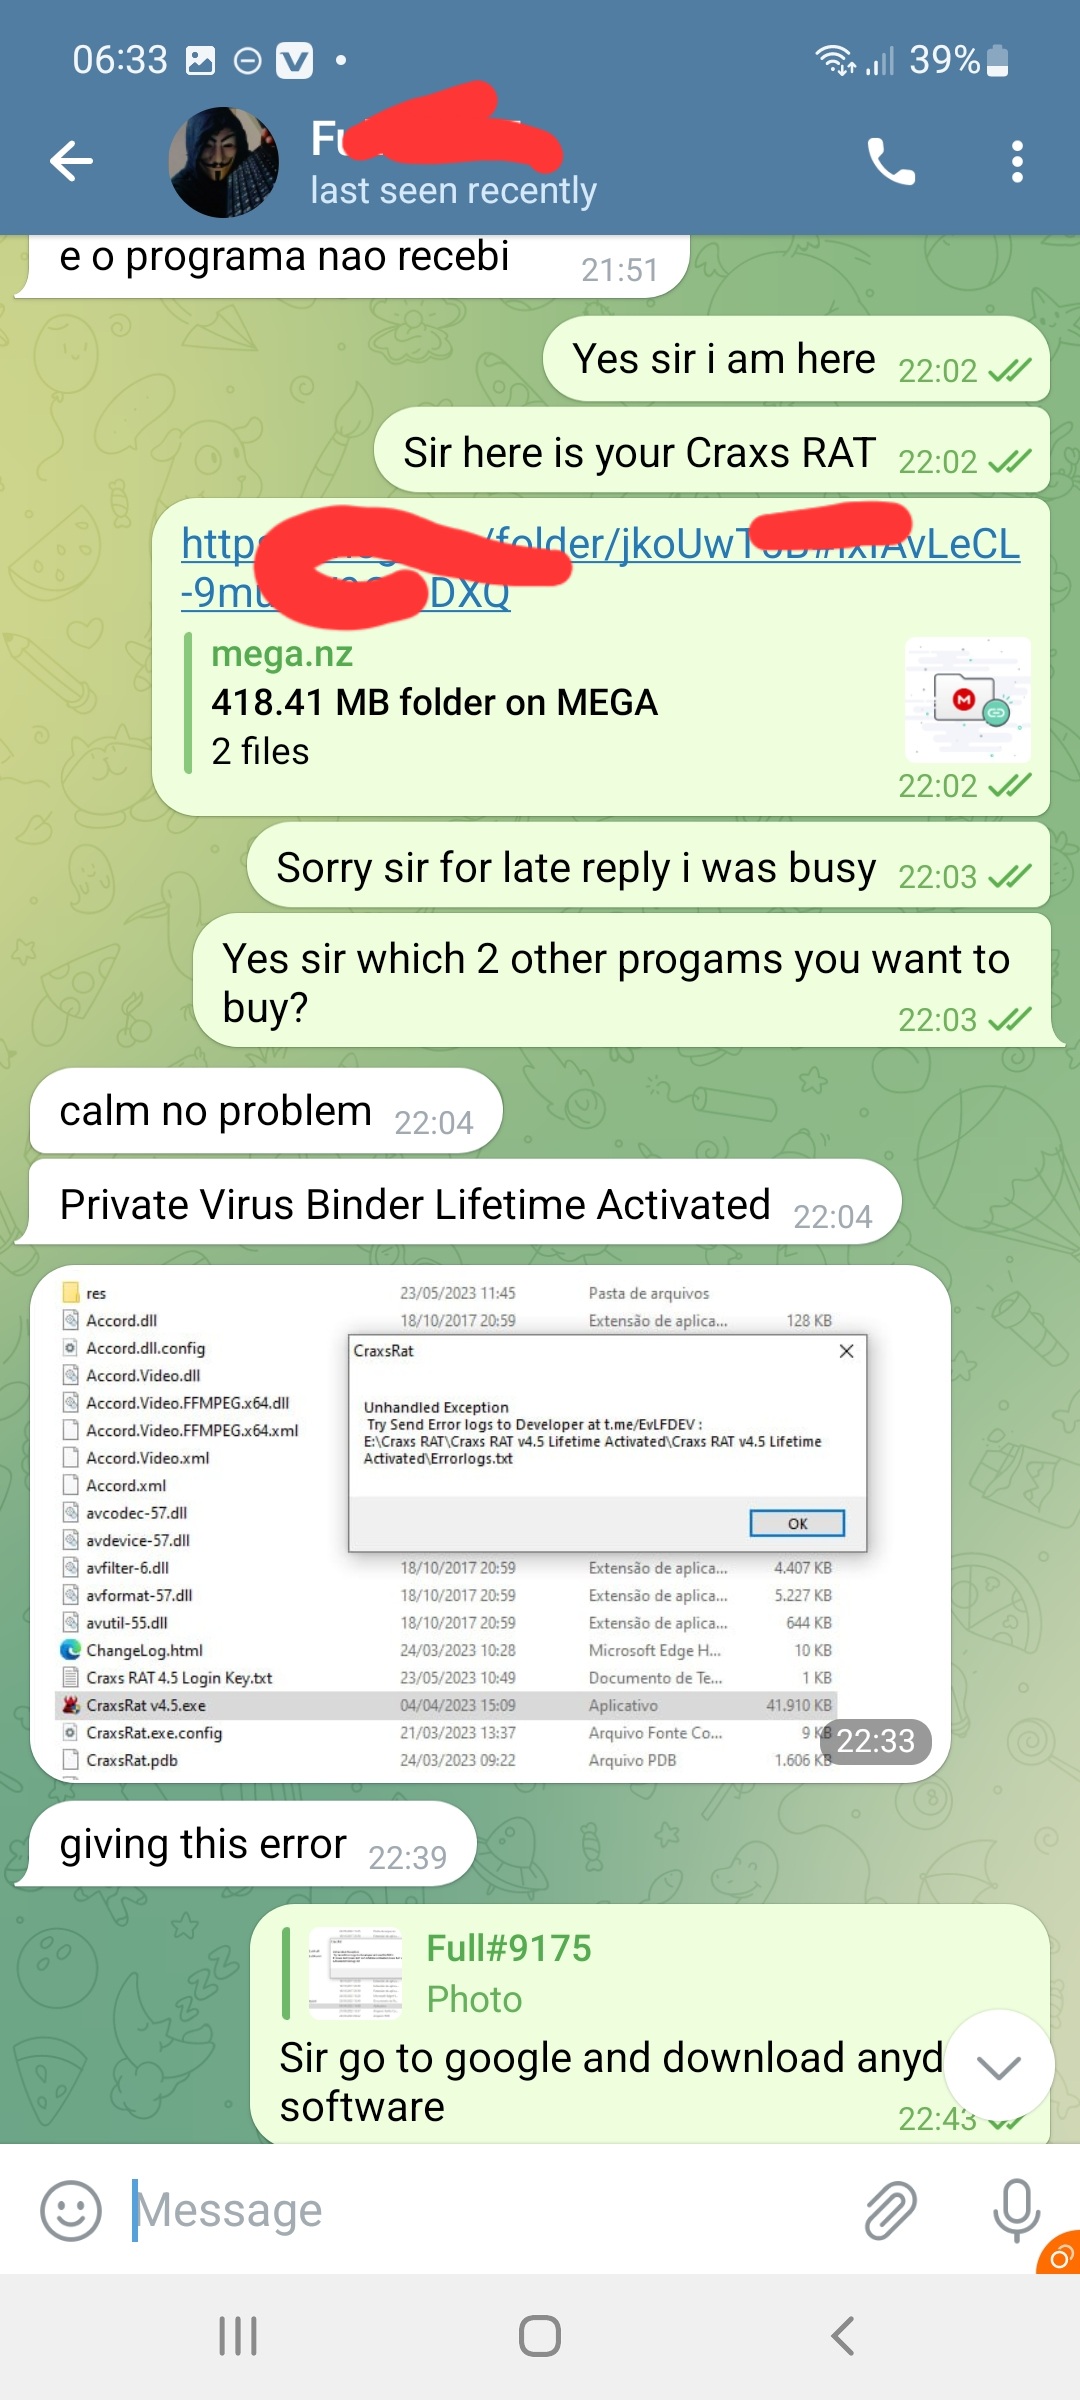 06:33
39%
last seen recently
e o programa nao recebi 21:51
Yes sir i am here 22:02
Sir here is your Craxs RAT 22:02
mega.nz
418.41 MB folder on MEGA
2 files
22:02
Sorry sir for late reply i was busy 22:03
Yes sir which 2 other progams you want to
buy? 22:03
calm no problem 22:04
Private Virus Binder Lifetime Activated 22:04
res 23/05/2023 11:45 Pasta de arquivos
Accord.dll 18/10/2017 20:59 Extensão de aplica... 128 KB
Accord.dll.config
Accord.Video.dll
Accord.Video.FFMPEG.x64.dll
Accord.Video.FFMPEG.x64.xml
Accord.Video.xml
Accord.xml
avcodec-57.dll
avdevice-57.dll
CraxsRat
Unhandled Exception
Try Send Error logs to Developer at t.me/EvLFDEV :
E:\Craxs RAT\Craxs RAT v4.5 Lifetime Activated\Craxs RAT v4.5 Lifetime
Activated\Errorlogs.txt
OK
avfilter-6.dll 18/10/2017 20:59 Extensão de aplica... 4.407 KB
avformat-57.dll 18/10/2017 20:59 Extensão de aplica... 5.227 KB
avutil-55.dll 18/10/2017 20:59 Extensão de aplica... 644 KB
ChangeLog.html 24/03/2023 10:28 Microsoft Edge H... 10 KB
Craxs RAT 4.5 Login Key.txt 23/05/2023 10:49 Documento de Te... 1 KB
CraxsRat v4.5.exe 04/04/2023 15:09 Aplicativo 41.910 KB
CraxsRat.exe.config 21/03/2023 13:37 Arquivo Fonte Co... 9 KB
CraxsRat.pdb 24/03/2023 09:22 Arquivo PDB 1.606 KB
22:33
giving this error 22:39
Full#9175
Photo
Sir go to google and download anyd
software 22:43
Message